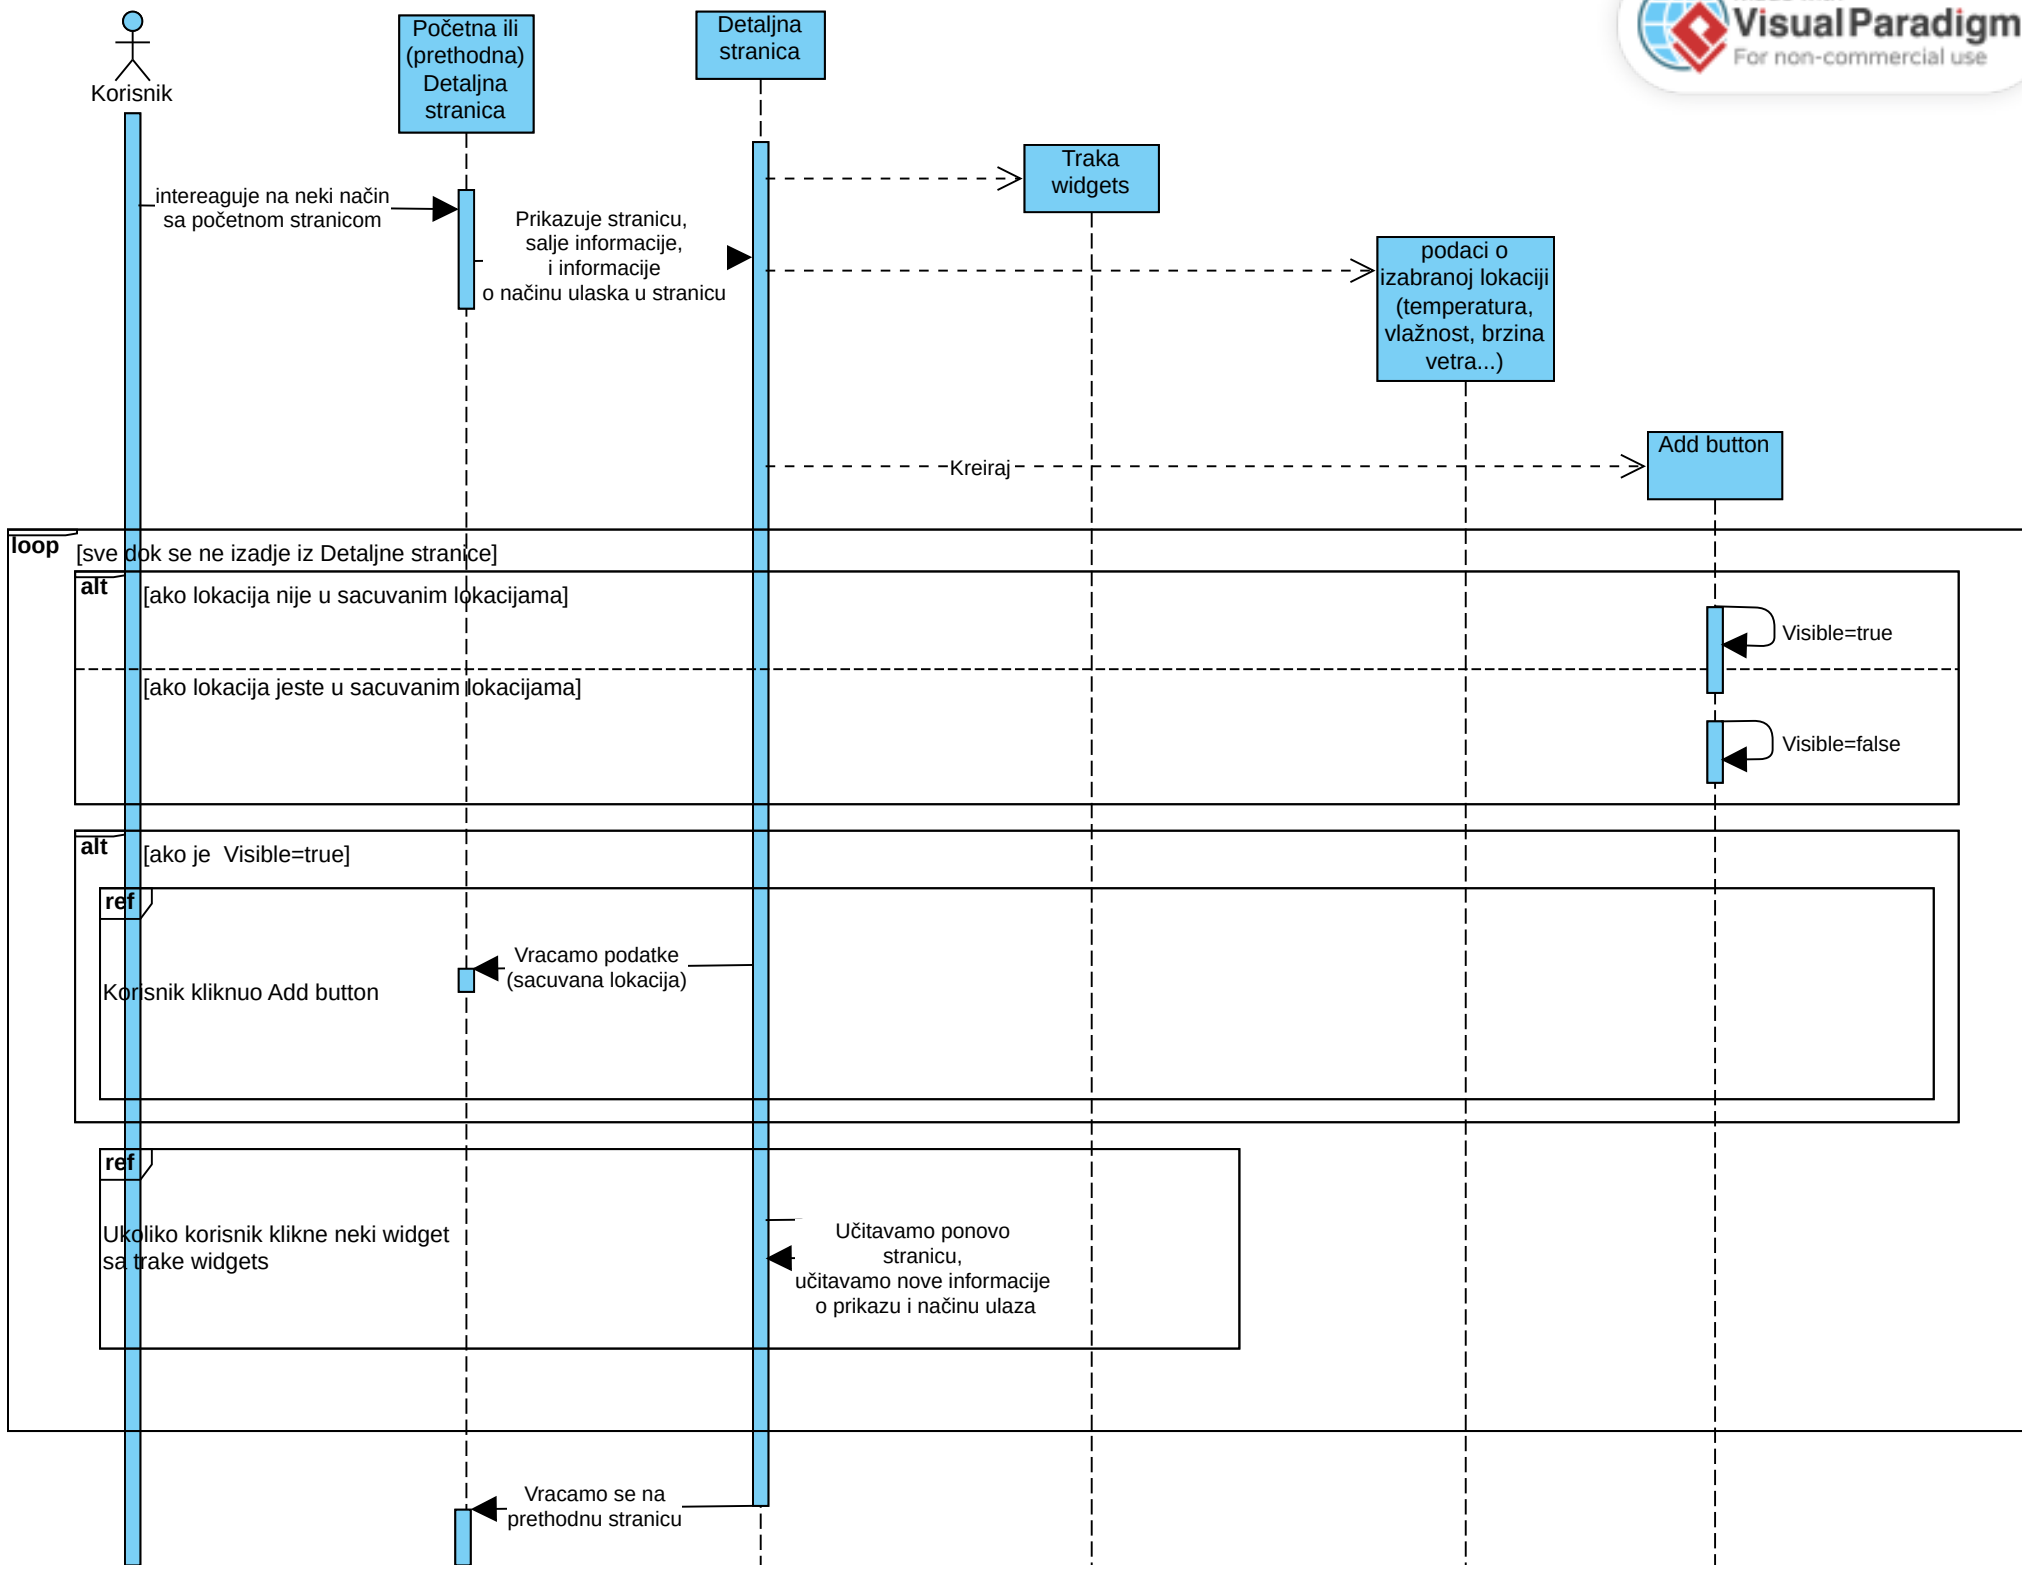 VisualParadigm
For non-commercial use
Korisnik
Početna ili
(prethodna)
Detaljna
stranica
Detaljna
stranica
Traka
widgets
intereaguje na neki način
sa početnom stranicom
Prikazuje stranicu,
salje informacije,
i informacije
o načinu ulaska u stranicu
podaci o
izabranoj lokaciji
(temperatura,
vlažnost, brzina
vetra...)
Kreiraj
Add button
loop
[sve dok se ne izadje iz Detaljne stranice]
alt
[ako lokacija nije u sacuvanim lokacijama]
Visible=true
[ako lokacija jeste u sacuvanim lokacijama]
Visible=false
alt
[ako je  Visible=true]
ref
Vracamo podatke
(sacuvana lokacija)
Korisnik kliknuo Add button
ref
Ukoliko korisnik klikne neki widget
sa trake widgets
Učitavamo ponovo
stranicu,
učitavamo nove informacije
o prikazu i načinu ulaza
Vracamo se na
prethodnu stranicu